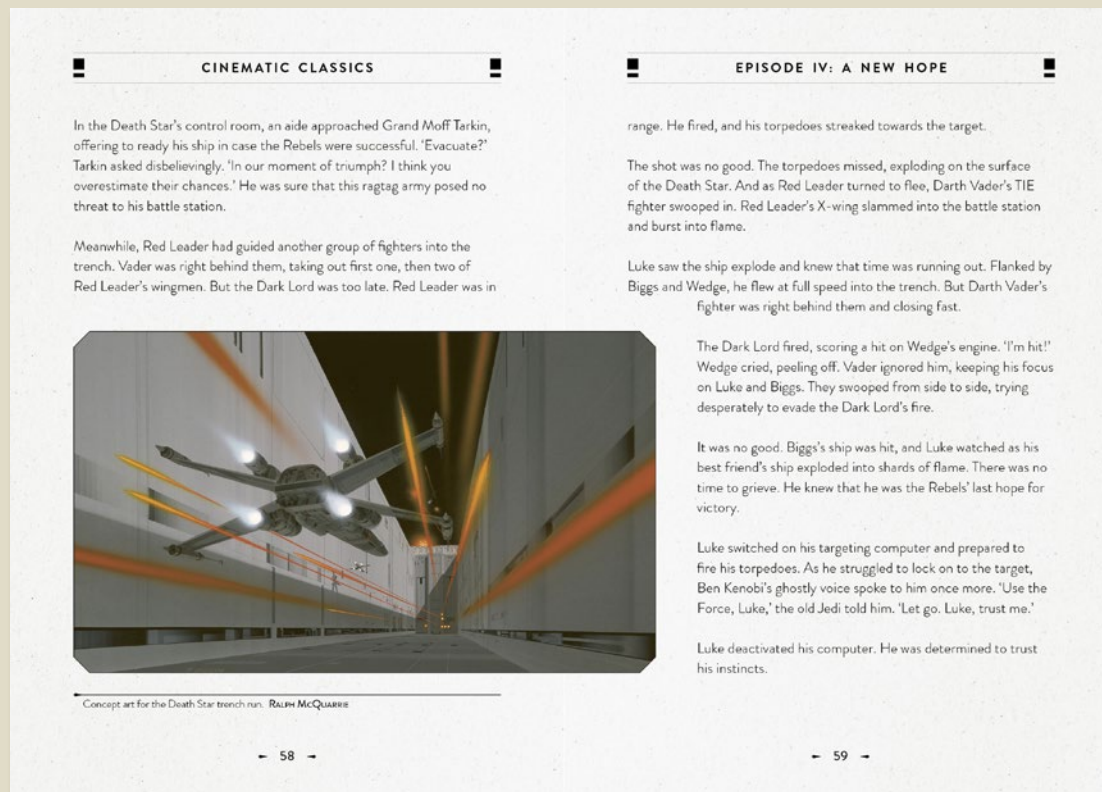 CINEMATIC CLASSICS
In the Death Star's control room, an aide approached Grand Moff Tarkin,
offering to ready his ship in case the Rebels were successful. ‘Evacuate?’
Tarkin asked disbelievingly. ‘In our moment of triumph? I think you
overestimate their chances.’ He was sure that this ragtag army posed no
threat to his battle station.
Meanwhile, Red Leader had guided another group of fighters into the
trench. Vader was right behind them, taking out first one, then two of
Red Leader's wingmen. But the Dark Lord was too late. Red Leader was in
Concept art for the Death Star trench run. RALPH MCQUARRIE
58
EPISODE IV: A NEW HOPE
range. He fired, and his torpedoes streaked towards the target.
The shot was no good. The torpedoes missed, exploding on the surface
of the Death Star. And as Red Leader turned to flee, Darth Vader's TIE
fighter swooped in. Red Leader's X-wing slammed into the battle station
and burst into flame.
Luke saw the ship explode and knew that time was running out. Flanked by
Biggs and Wedge, he flew at full speed into the trench. But Darth Vader's
fighter was right behind them and closing fast.
The Dark Lord fired, scoring a hit on Wedge's engine. ‘I'm hit!’
Wedge cried, peeling off. Vader ignored him, keeping his focus
on Luke and Biggs. They swooped from side to side, trying
desperately to evade the Dark Lord's fire.
It was no good. Biggs's ship was hit, and Luke watched as his
best friend's ship exploded into shards of flame. There was no
time to grieve. He knew that he was the Rebels' last hope for
victory.
Luke switched on his targeting computer and prepared to
fire his torpedoes. As he struggled to lock on to the target,
Ben Kenobi's ghostly voice spoke to him once more. ‘Use the
Force, Luke,’ the old Jedi told him. ‘Let go. Luke, trust me.’
Luke deactivated his computer. He was determined to trust
his instincts.
59